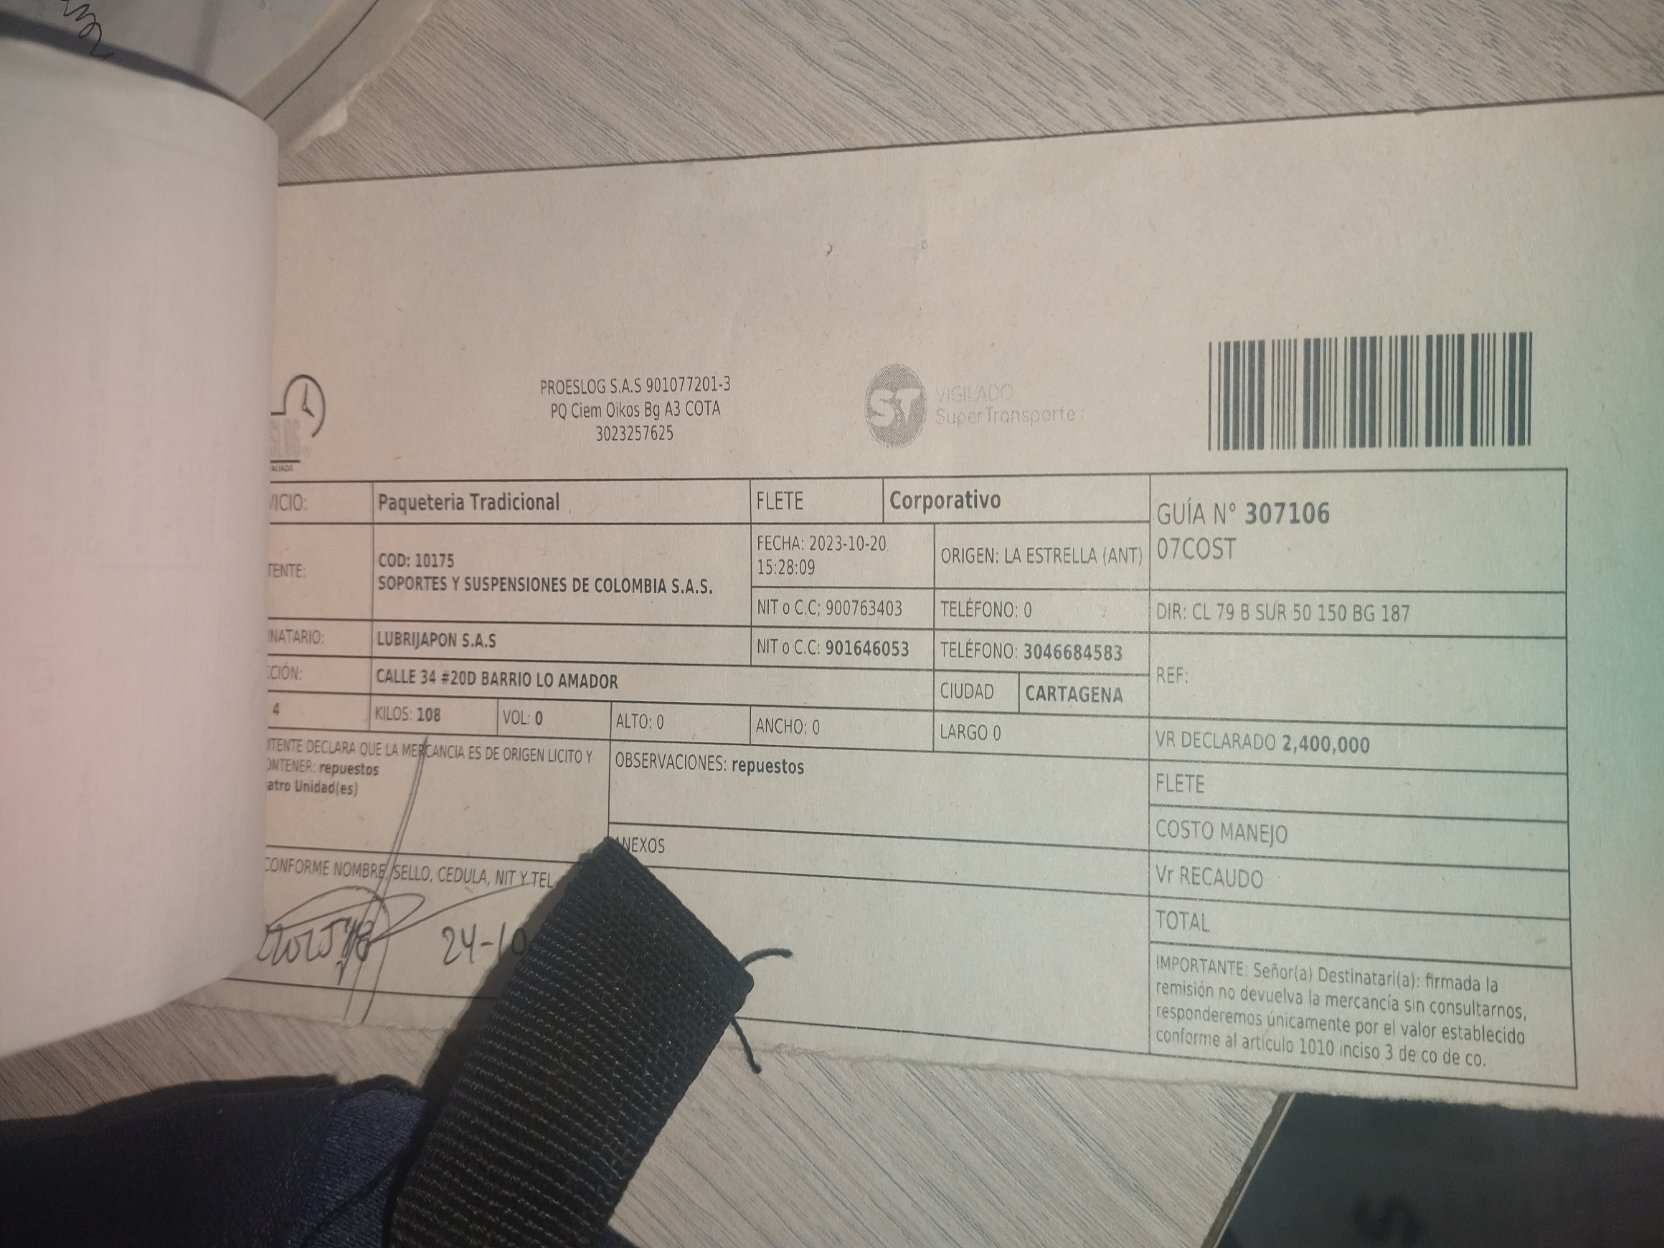 PROESLOG S.A.S 901077201-3
PQ Ciem Oikos Bg A3 COTA
3023257625
ST VIGILADO
SuperTransporte
VICIO: Paqueteria Tradicional FLETE Corporativo
GUÍA N° 307106
07COST
TENTE: COD: 10175
SOPORTES Y SUSPENSIONES DE COLOMBIA S.A.S.
FECHA: 2023-10-20
15:28:09
ORIGEN: LA ESTRELLA (ANT)
NIT o C.C; 900763403 TELÉFONO: 0 DIR: CL 79 B SUR 50 150 BG 187
INATARIO: LUBRIJAPON S.A.S NIT o C.C: 901646053 TELÉFONO: 3046684583
REF:
CCIÓN: CALLE 34 #20D BARRIO LO AMADOR CIUDAD CARTAGENA
4 KILOS: 108 VOL: 0 ALTO: 0 ANCHO: 0 LARGO 0
VR DECLARADO 2,400,000
ITENTE DECLARA QUE LA MERCANCIA ES DE ORIGEN LICITO Y
ONTENER: repuestos
atro Unidad(es)
OBSERVACIONES: repuestos
FLETE
COSTO MANEJO
ANEXOS
Vr RECAUDO
CONFORME NOMBRE, SELLO, CEDULA, NIT Y TEL
TOTAL
24-10
IMPORTANTE: Señor(a) Destinatari(a): firmada la
remisión no devuelva la mercancía sin consultarnos,
responderemos únicamente por el valor establecido
conforme al articulo 1010 inciso 3 de co de co.